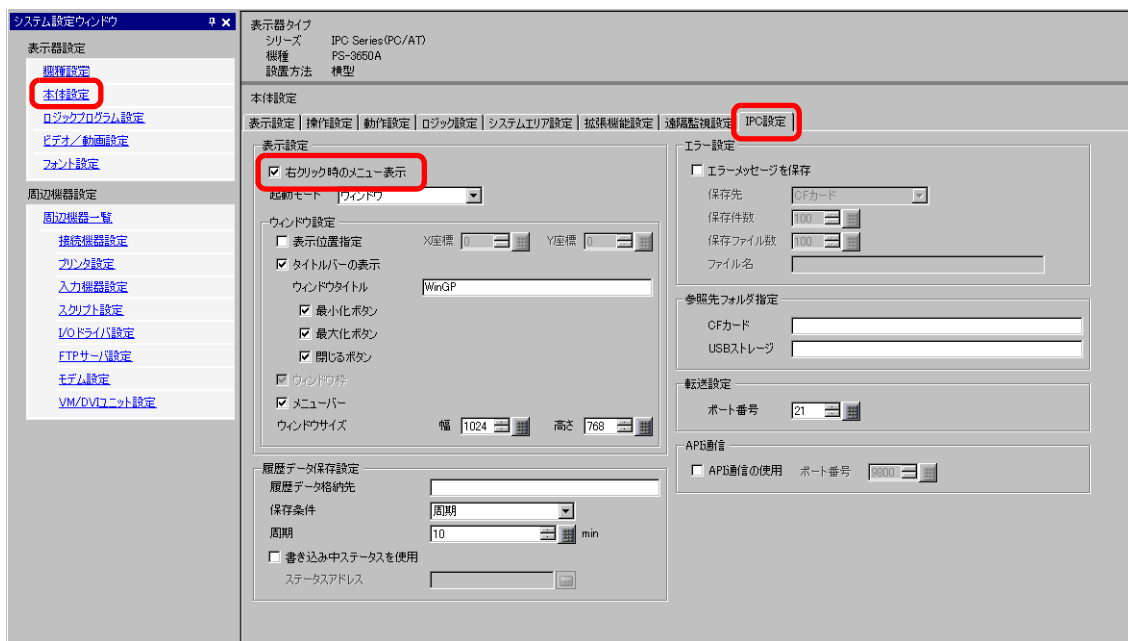 システム設定ウィンドウ
表示器設定
機種設定
本体設定
ロジックプログラム設定
ビデオ／動画設定
フォント設定
周辺機器設定
周辺機器一覧
接続機器設定
プリンタ設定
入力機器設定
スクリプト設定
I/Oドライバ設定
FTPサーバ設定
モデム設定
VM/DVIユニット設定
表示器タイプ
シリーズ IPC Series(PC/AT)
機種 PS-3650A
設置方法 横型
本体設定
表示設定 操作設定 動作設定 ロジック設定 システムエリア設定 拡張機能設定 遠隔監視設定 IPC設定
表示設定
右クリック時のメニュー表示
起動モード ウィンドウ
ウィンドウ設定
表示位置指定 X座標 0 Y座標 0
タイトルバーの表示
ウィンドウタイトル WinGP
最小化ボタン
最大化ボタン
閉じるボタン
ウィンドウ枠
メニューバー
ウィンドウサイズ 幅 1024 高さ 768
履歴データ保存設定
履歴データ格納先
保存条件 周期
周期 10 min
書き込み中ステータスを使用
ステータスアドレス
エラー設定
エラーメッセージを保存
保存先 CFカード
保存件数 100
保存ファイル数 100
ファイル名
参照先フォルダ指定
CFカード
USBストレージ
転送設定
ポート番号 21
API通信
API通信の使用 ポート番号 9800